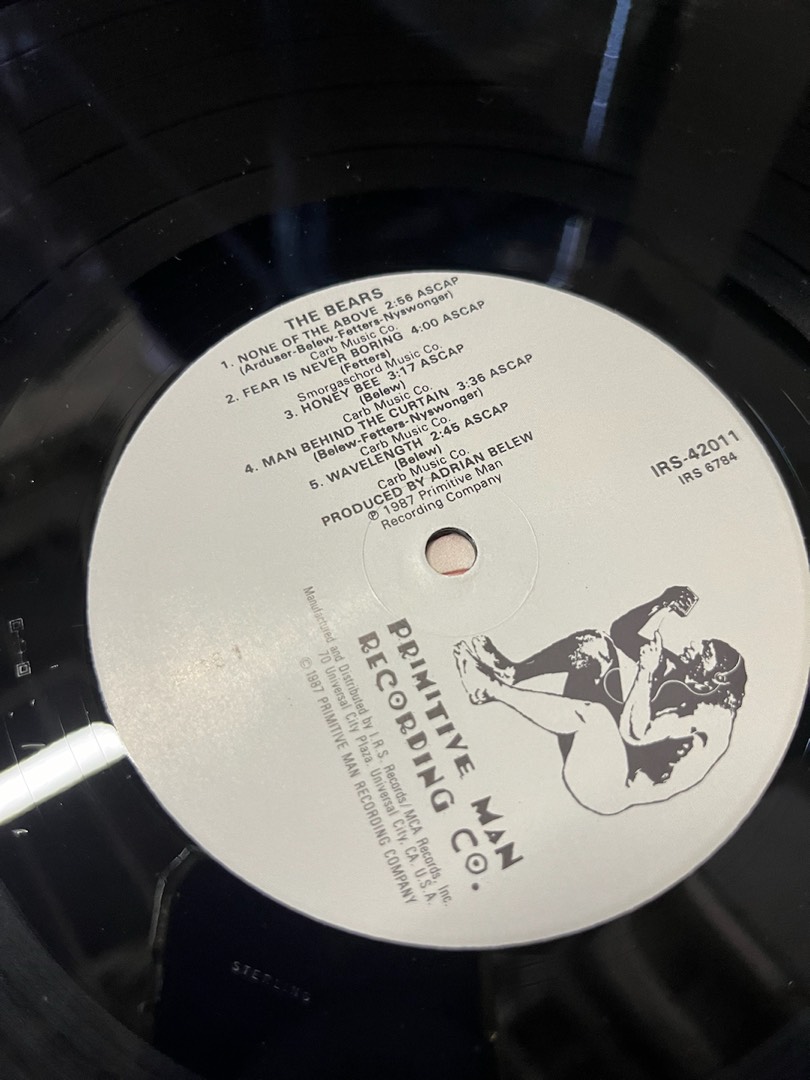 THE BEARS
1. NONE OF THE ABOVE 2:56 ASCAP
(Arduser-Belew-Fetters-Nyswonger)
Carb Music Co.
2. FEAR IS NEVER BORING 4:00 ASCAP
(Fetters)
Smorgaschord Music Co.
3. HONEY BEE 3:17 ASCAP
(Belew)
Carb Music Co.
4. MAN BEHIND THE CURTAIN 3:36 ASCAP
(Belew-Fetters-Nyswonger)
Carb Music Co.
5. WAVELENGTH 2:45 ASCAP
(Belew)
Carb Music Co.
PRODUCED BY ADRIAN BELEW
℗ 1987 Primitive Man
Recording Company
IRS-42011
IRS 6784
PRIMITIVE MAN
RECORDING CO.
Manufactured and Distributed by I.R.S. Records/MCA Records, Inc.
70 Universal City Plaza, Universal City, CA. U.S.A.
© 1987 PRIMITIVE MAN RECORDING COMPANY
STERLING